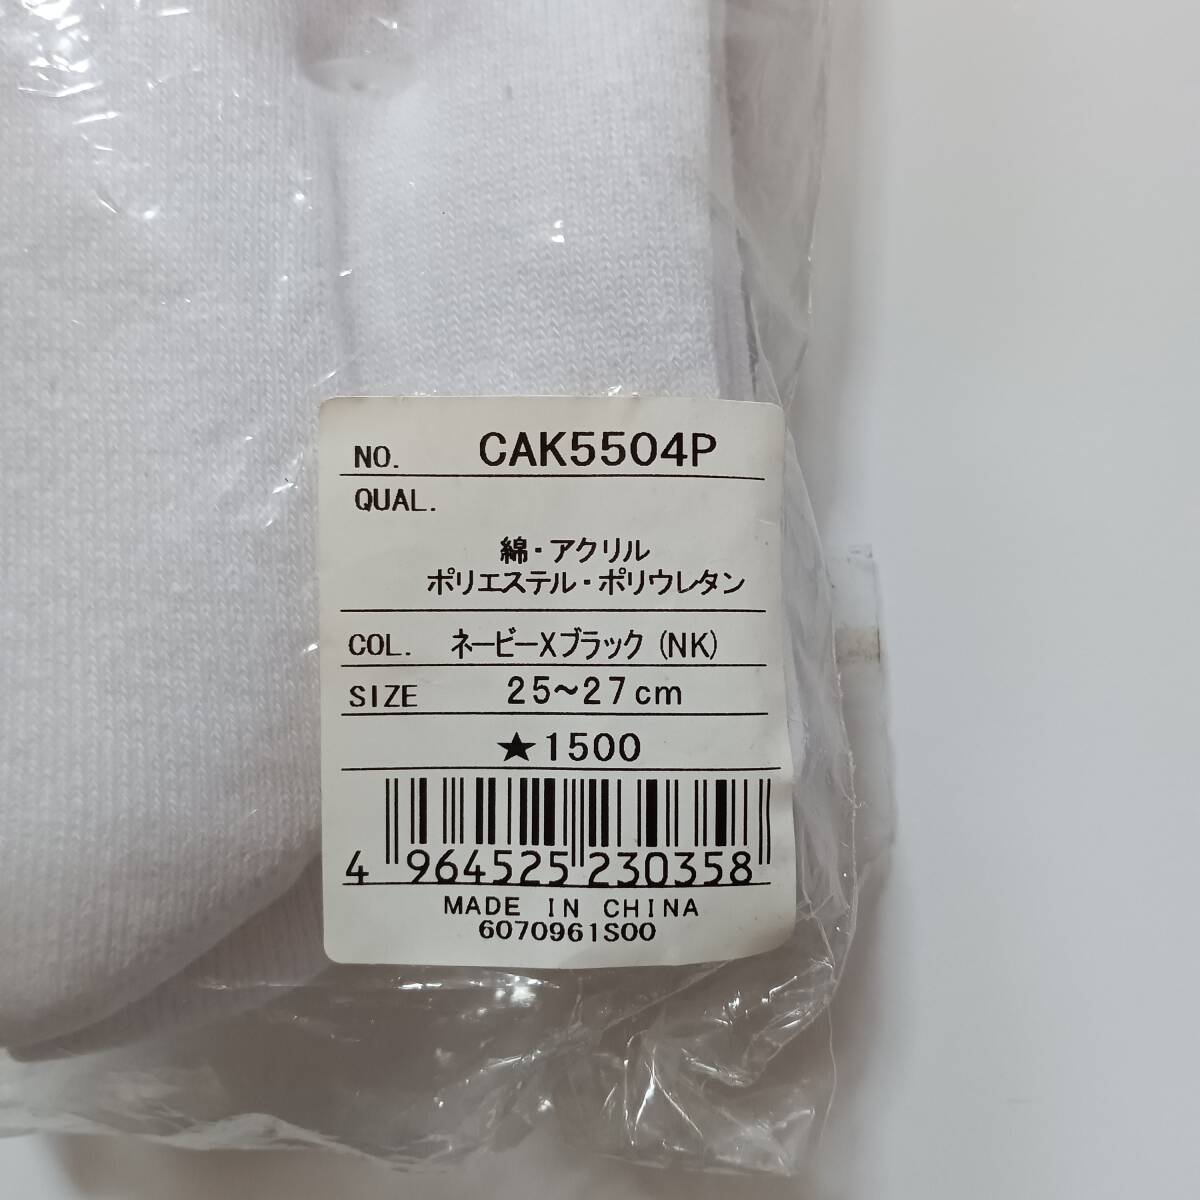 NO. CAK5504P
QUAL.
綿・アクリル
ポリエステル・ポリウレタン
COL. ネービーXブラック (NK)
SIZE 25~27cm
★1500
4 964525 230358
MADE IN CHINA
6070961S00